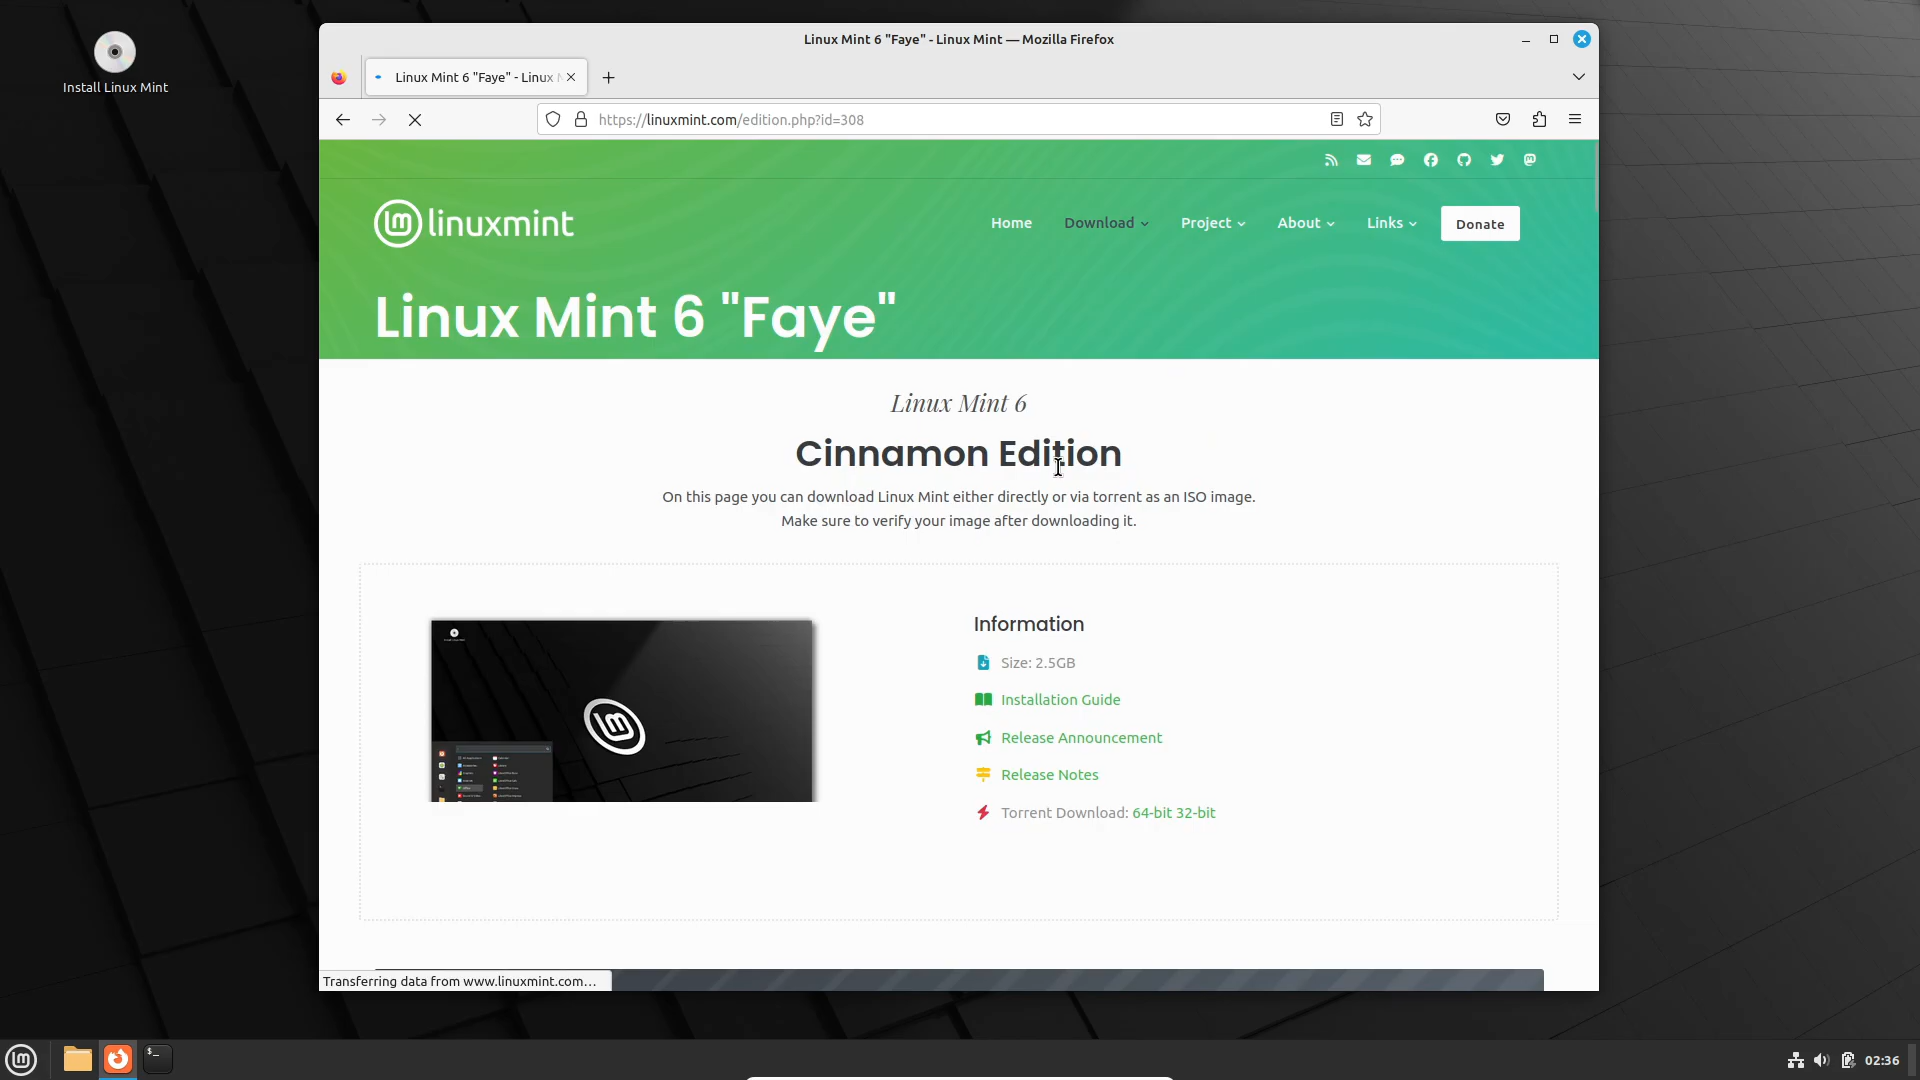 Install Linux Mint
Linux Mint 6 "Faye" - Linux Mint — Mozilla Firefox
Linux Mint 6 "Faye" - Linux
https://linuxmint.com/edition.php?id=308
linuxmint
Home
Download
Project
About
Links
Donate
Linux Mint 6 "Faye"
Linux Mint 6
Cinnamon Edition
On this page you can download Linux Mint either directly or via torrent as an ISO image.
Make sure to verify your image after downloading it.
Information
Size: 2.5GB
Installation Guide
Release Announcement
Release Notes
Torrent Download: 64-bit 32-bit
Transferring data from www.linuxmint.com…
02:36